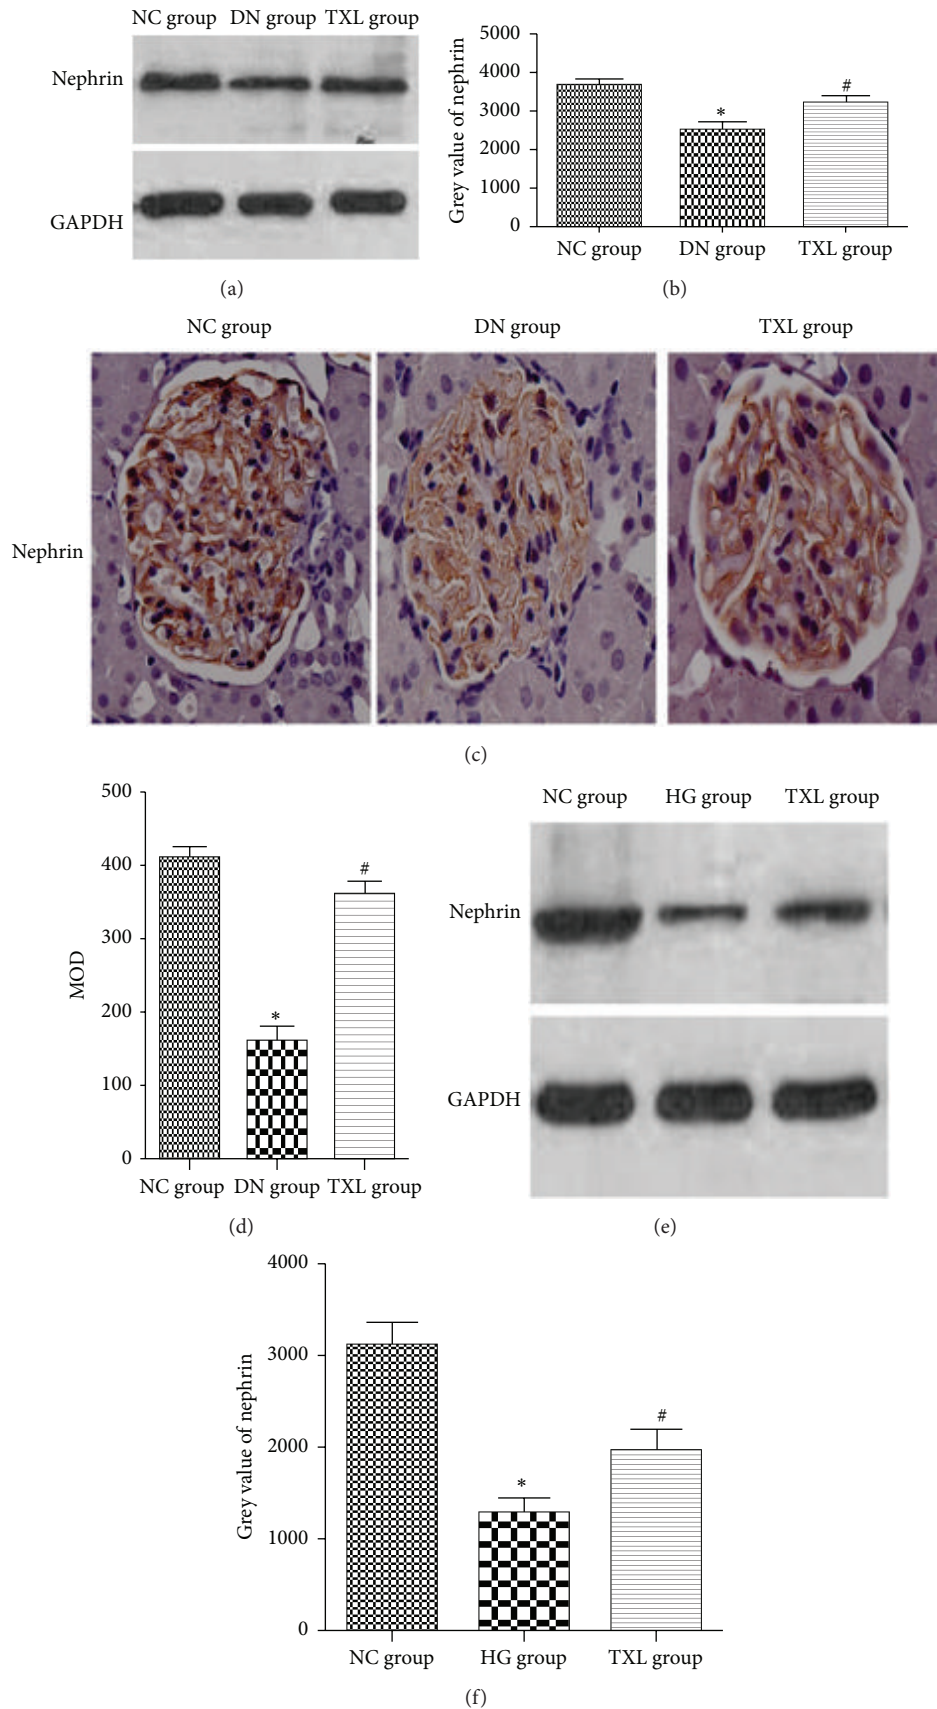 NC group DN group TXL group
Nephrin
GAPDH
(a)
Grey value of nephrin
5000
4000
3000
2000
1000
0
*
#
NC group DN group TXL group
(b)
NC group DN group TXL group
Nephrin
(c)
MOD
500
400
300
200
100
0
*
#
NC group DN group TXL group
(d)
NC group HG group TXL group
Nephrin
GAPDH
(e)
Grey value of nephrin
4000
3000
2000
1000
0
*
#
NC group HG group TXL group
(f)